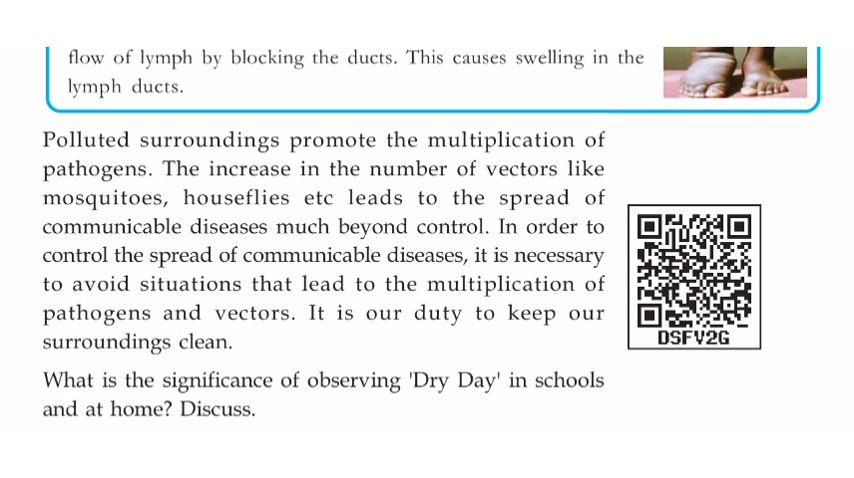 flow of lymph by blocking the ducts. This causes swelling in the
lymph ducts.
Polluted surroundings promote the multiplication of
pathogens. The increase in the number of vectors like
mosquitoes, houseflies etc leads to the spread of
communicable diseases much beyond control. In order to
control the spread of communicable diseases, it is necessary
to avoid situations that lead to the multiplication of
pathogens and vectors. It is our duty to keep our
surroundings clean.
DSFV2G
What is the significance of observing 'Dry Day' in schools
and at home? Discuss.